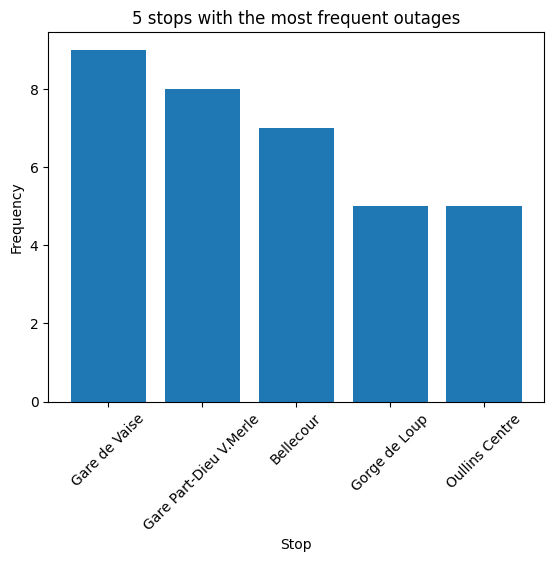 5 stops with the most frequent outages
Frequency
8
6
4
2
0
Gare de Vaise
Gare Part-Dieu V.Merle
Bellecour
Gorge de Loup
Oullins Centre
Stop